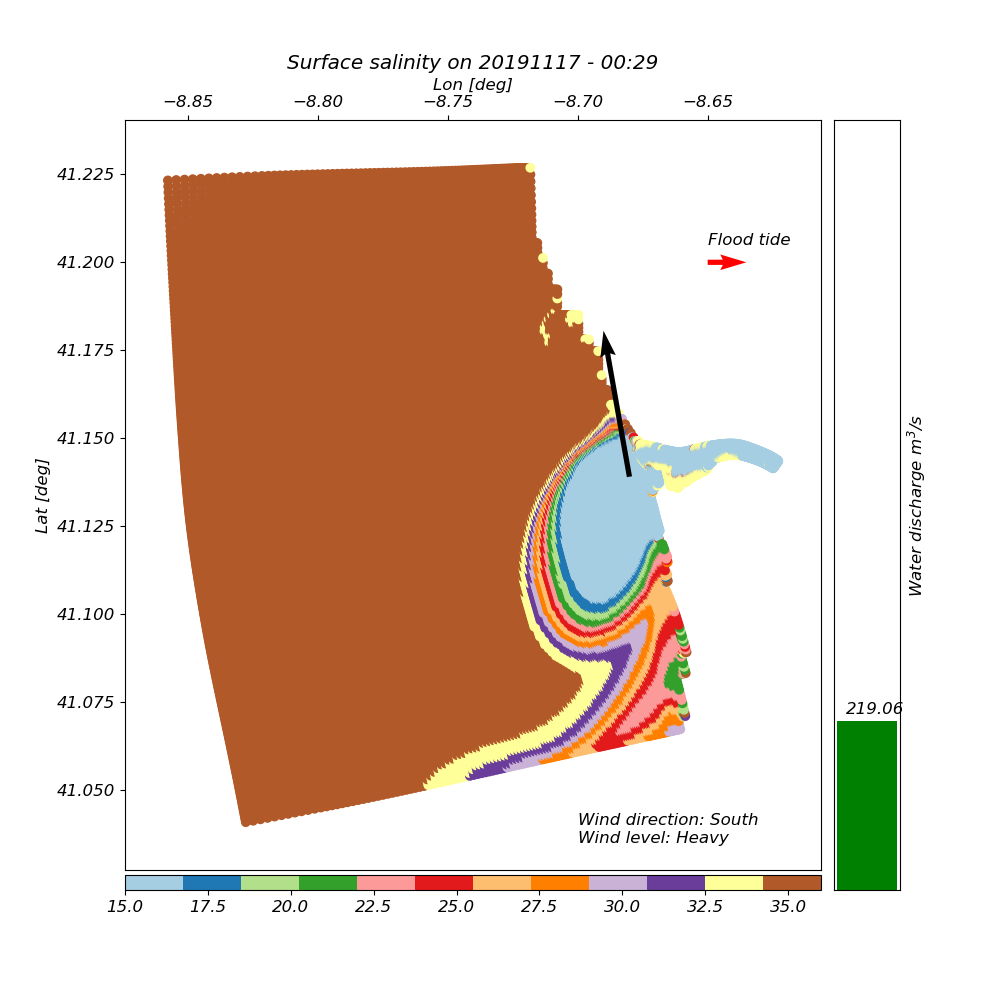 Surface salinity on 20191117 - 00:29
Lon [deg]
−8.85 −8.80 −8.75 −8.70 −8.65
41.225
41.200
41.175
41.150
41.125
41.100
41.075
41.050
Lat [deg]
Flood tide
Wind direction: South
Wind level: Heavy
15.0 17.5 20.0 22.5 25.0 27.5 30.0 32.5 35.0
219.06
Water discharge m³/s